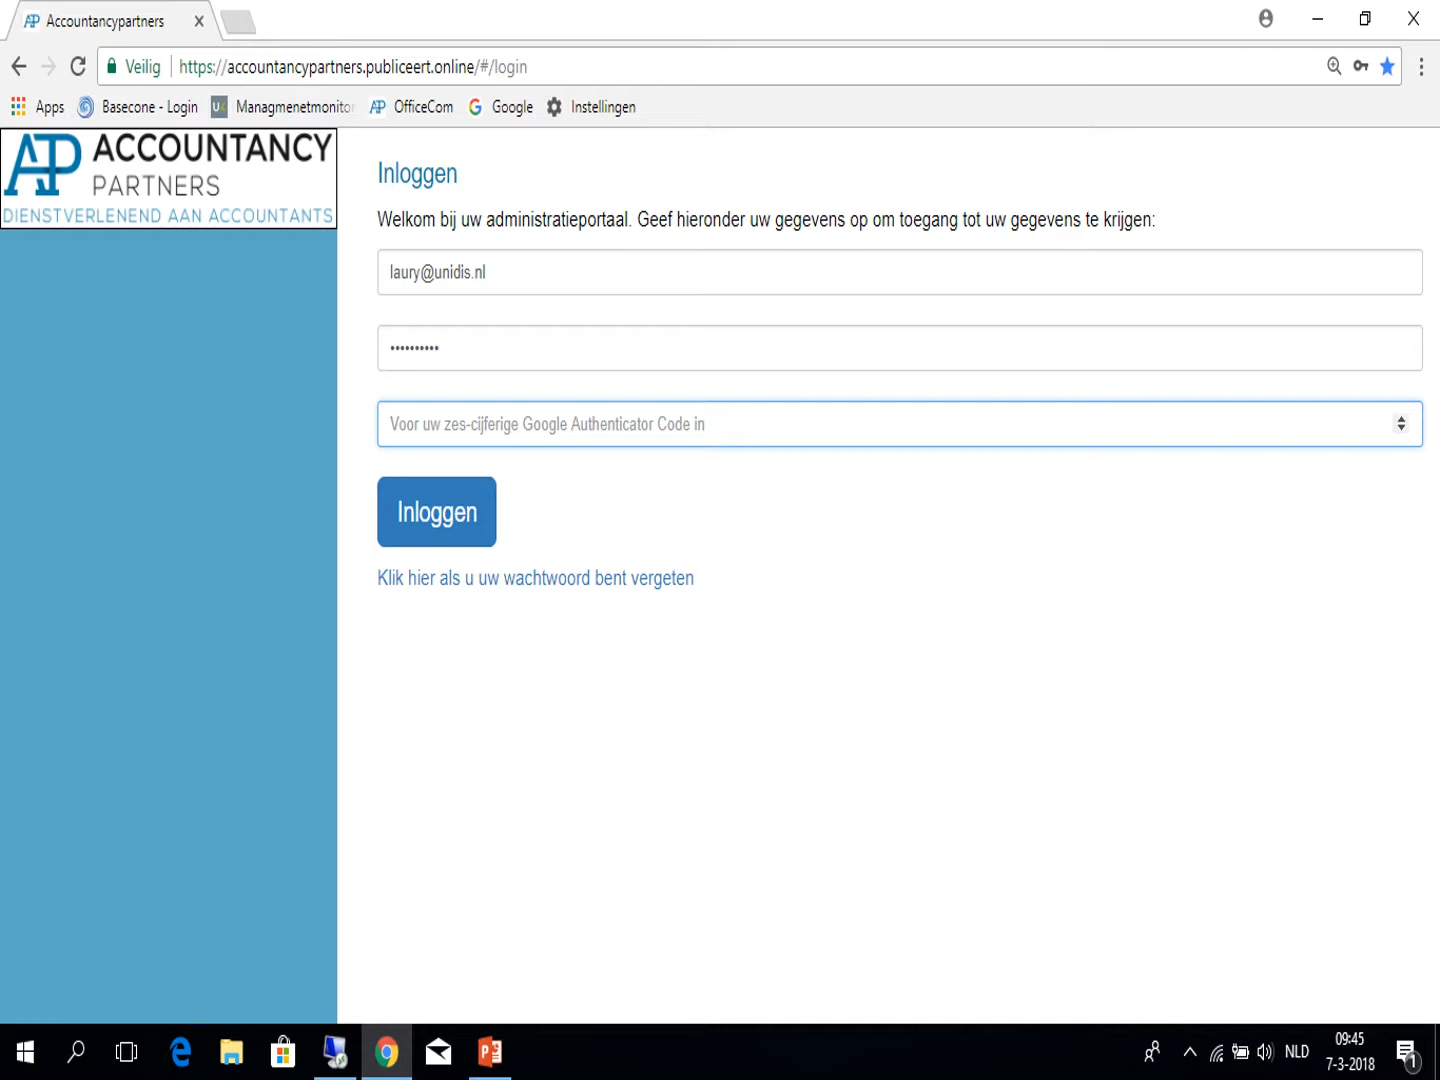 Accountancypartners
Veilig https://accountancypartners.publiceert.online/#/login
Apps Basecone - Login Managmenetmonitor OfficeCom Google Instellingen
AP ACCOUNTANCY
PARTNERS
DIENSTVERLENEND AAN ACCOUNTANTS
Inloggen
Welkom bij uw administratieportaal. Geef hieronder uw gegevens op om toegang tot uw gegevens te krijgen:
laury@unidis.nl
••••••••••
Voor uw zes-cijferige Google Authenticator Code in
Inloggen
Klik hier als u uw wachtwoord bent vergeten
NLD 09:45
7-3-2018
1